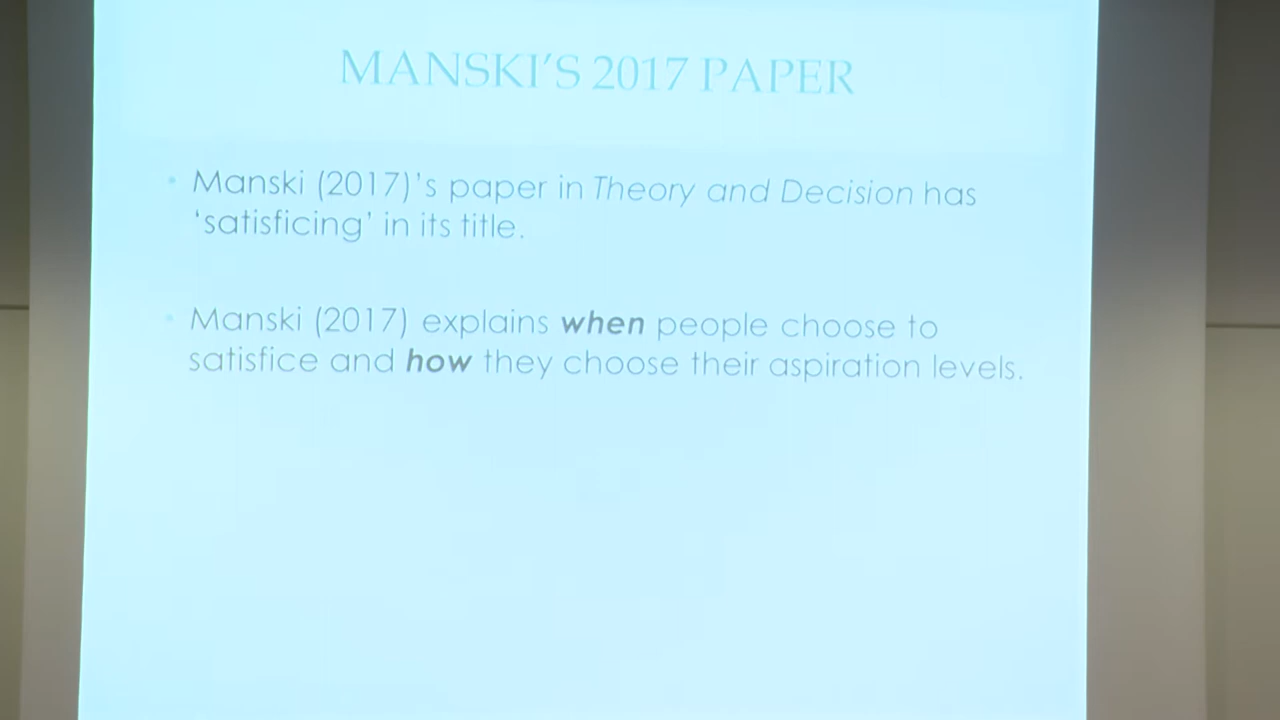 MANSKI'S 2017 PAPER
• Manski (2017)'s paper in Theory and Decision has
'satisficing' in its title.
• Manski (2017) explains when people choose to
satisfice and how they choose their aspiration levels.